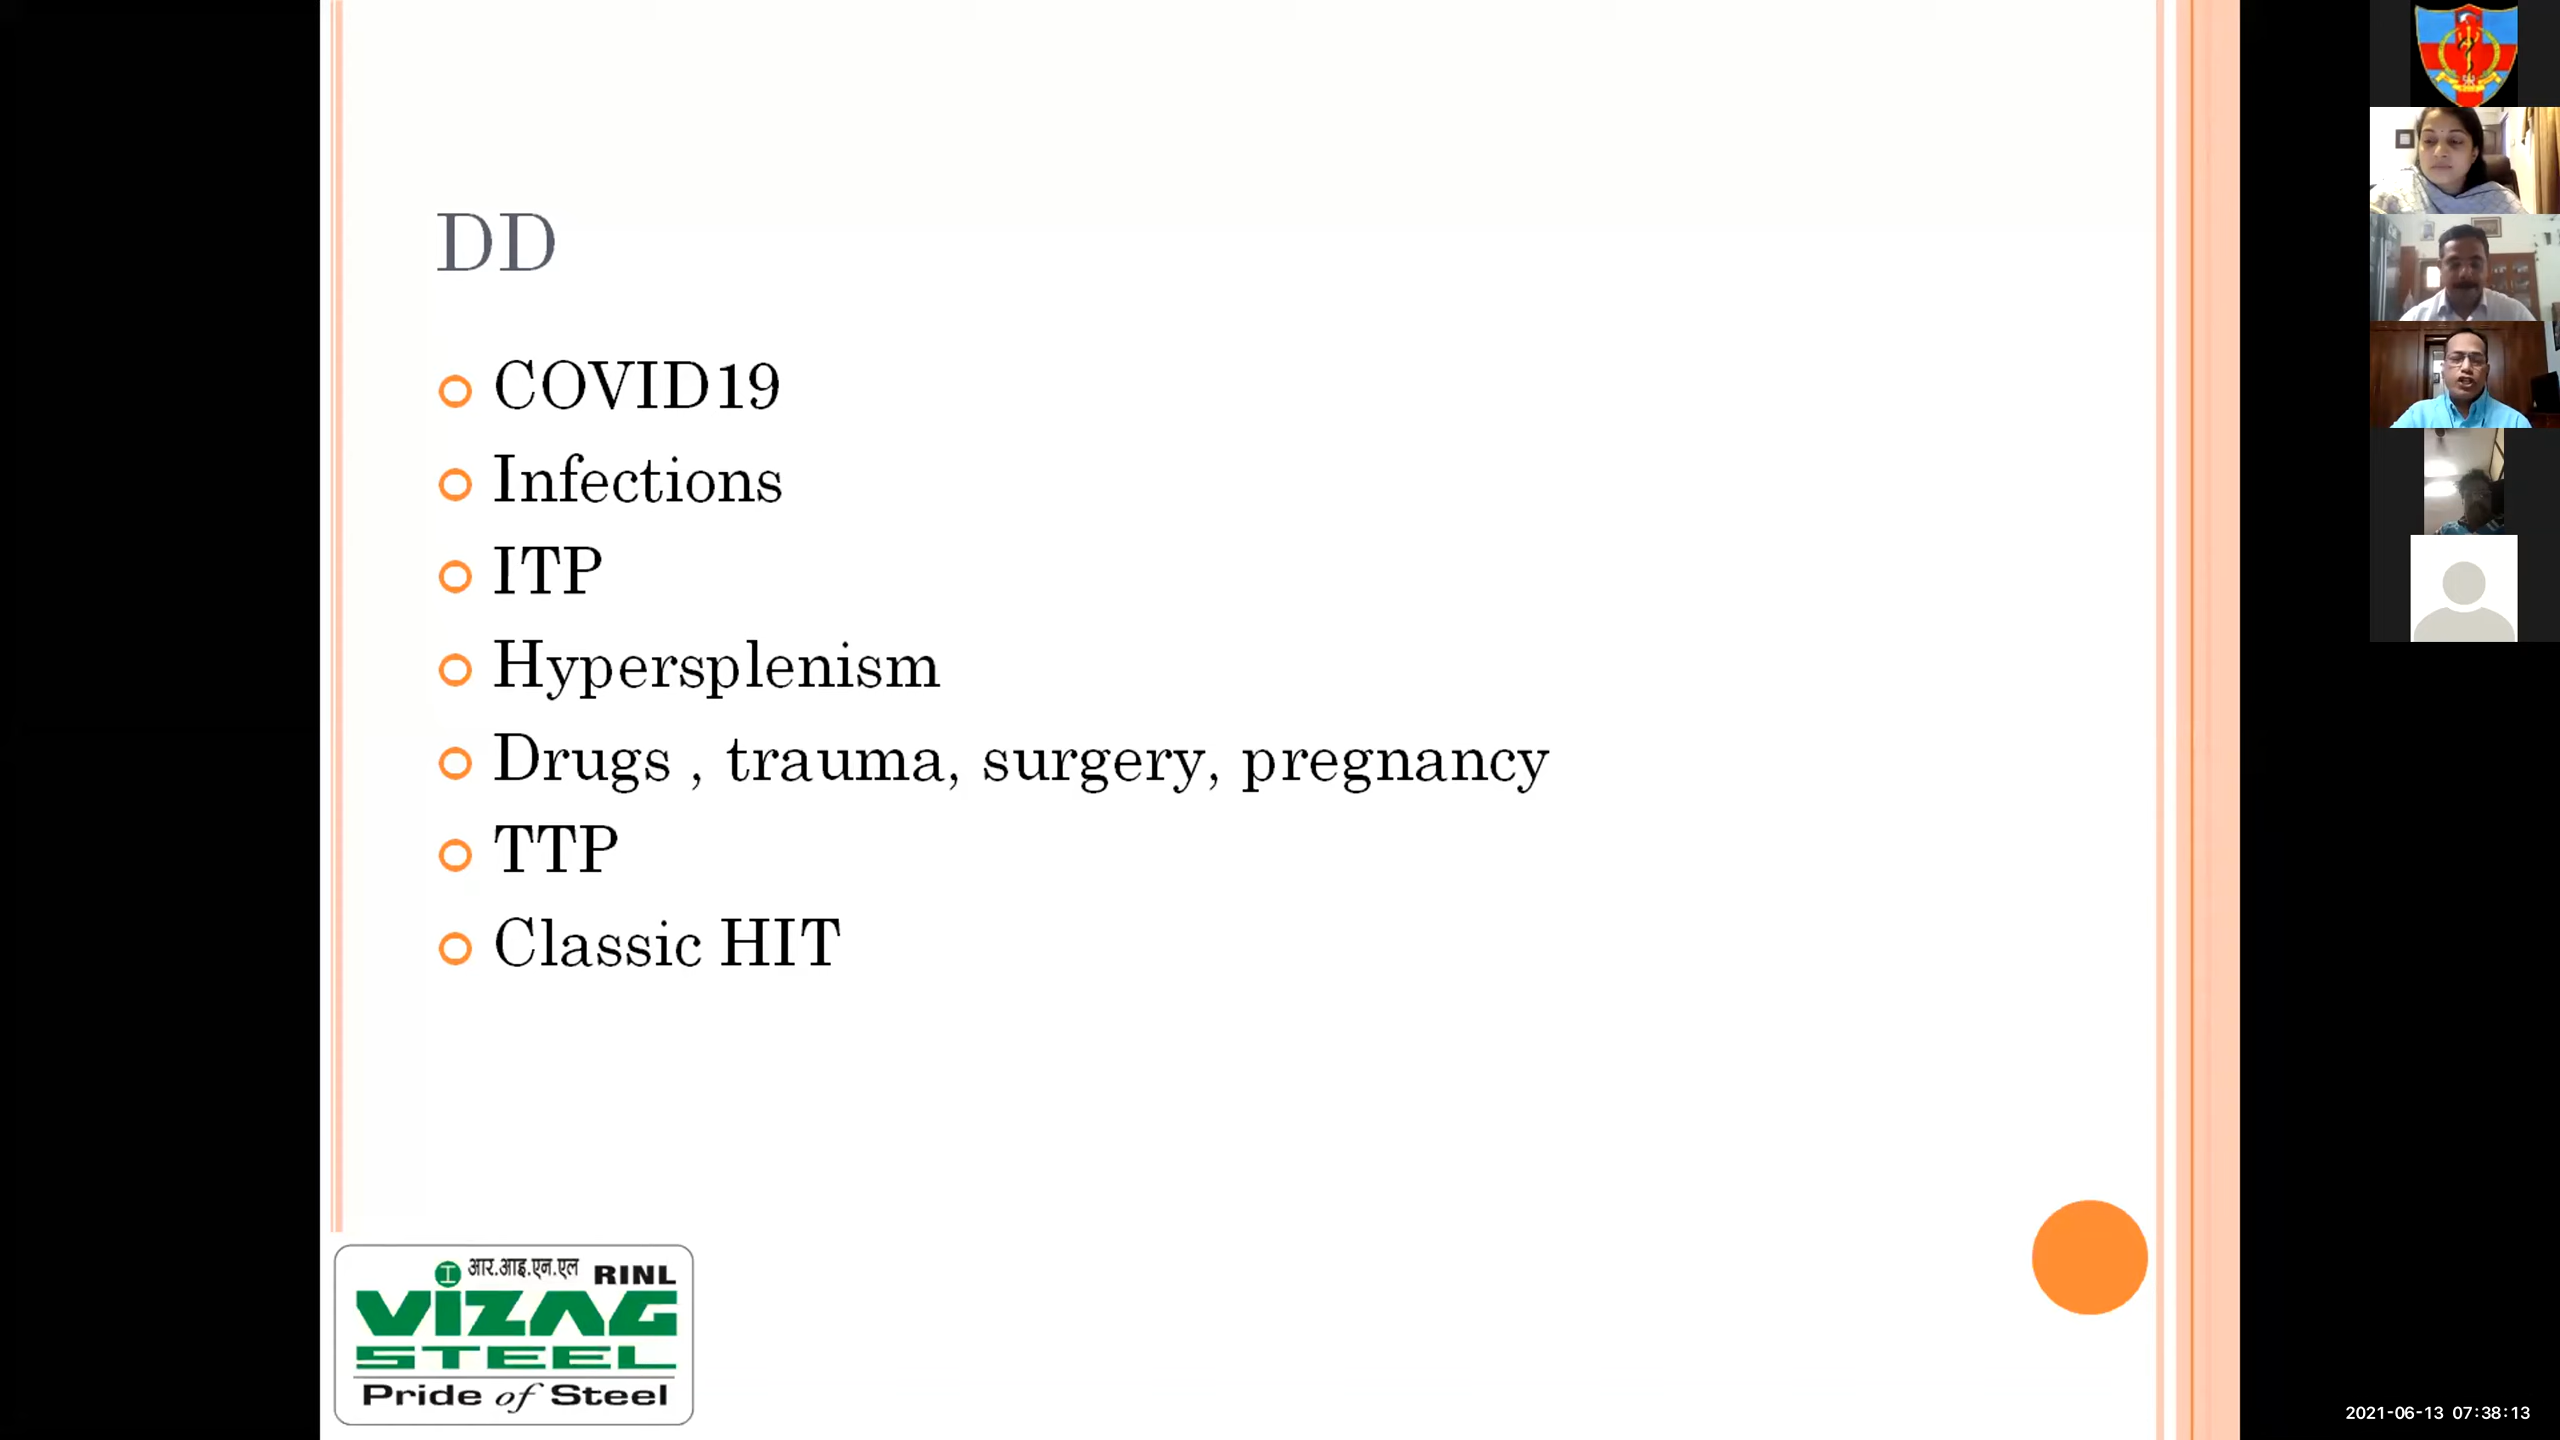 DD
COVID19
Infections
ITP
Hypersplenism
Drugs , trauma, surgery, pregnancy
TTP
Classic HIT
आर.आइ.एन.एल RINL
VIZAG
STEEL
Pride of Steel
2021-06-13 07:38:13